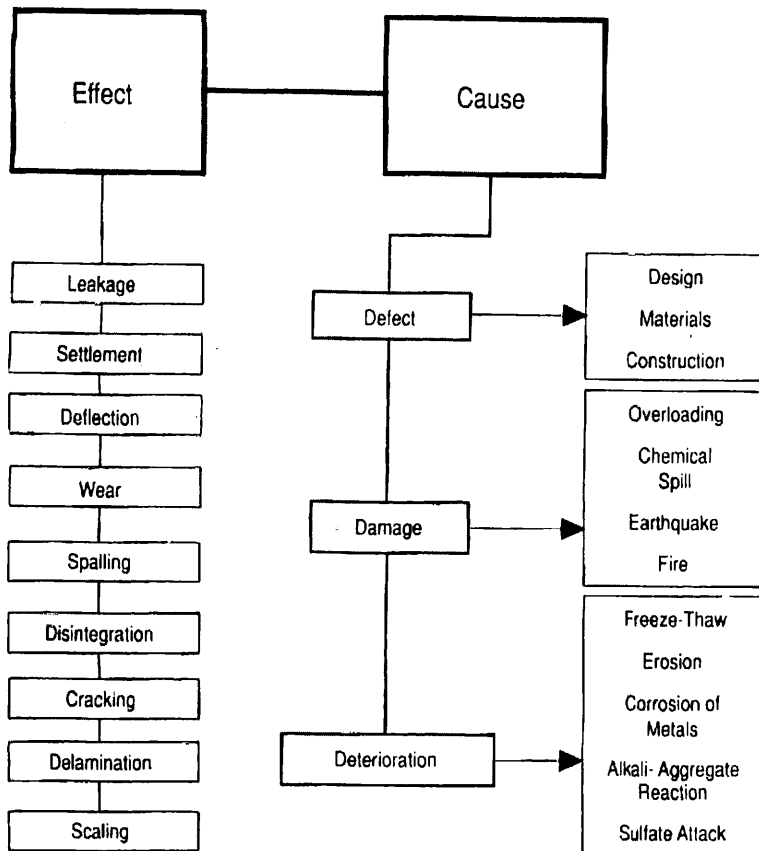 Effect
Cause
Leakage
Settlement
Deflection
Wear
Spalling
Disintegration
Cracking
Delamination
Scaling
Defect
Design
Materials
Construction
Damage
Overloading
Chemical
Spill
Earthquake
Fire
Deterioration
Freeze-Thaw
Erosion
Corrosion of
Metals
Alkali- Aggregate
Reaction
Sulfate Attack